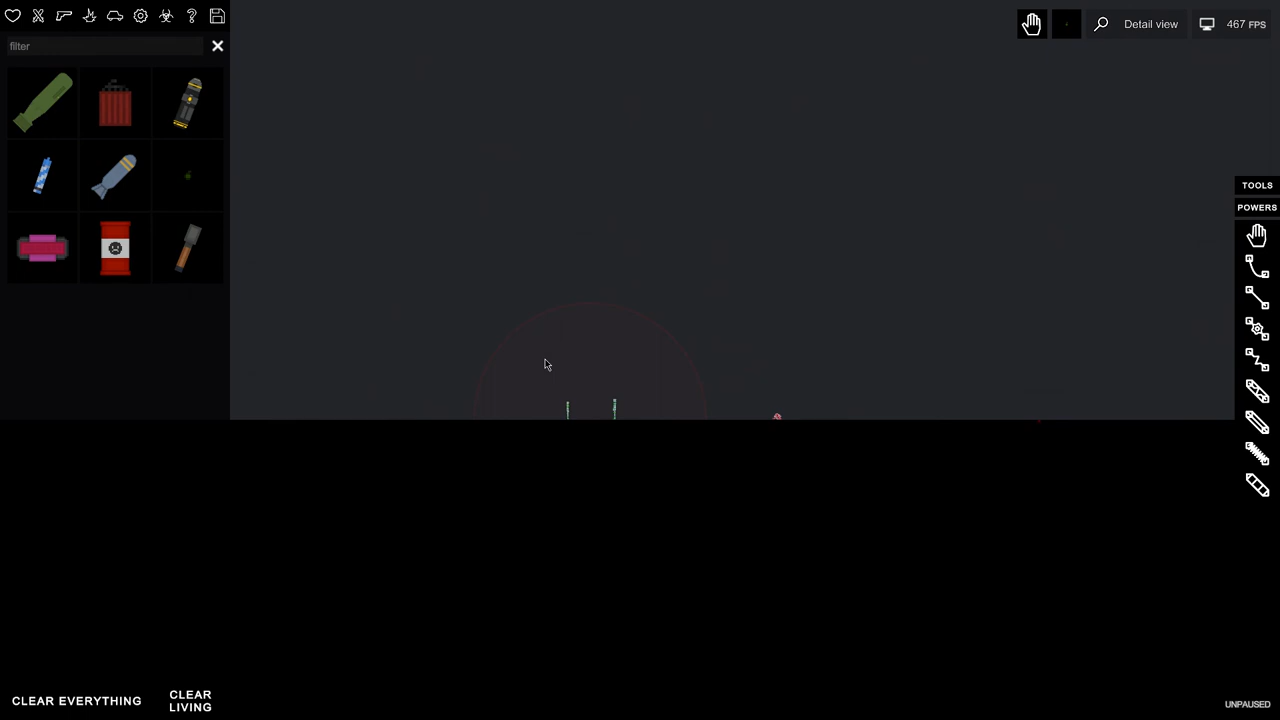 filter
Detail view
467 FPS
TOOLS
POWERS
CLEAR EVERYTHING
CLEAR
LIVING
UNPAUSED